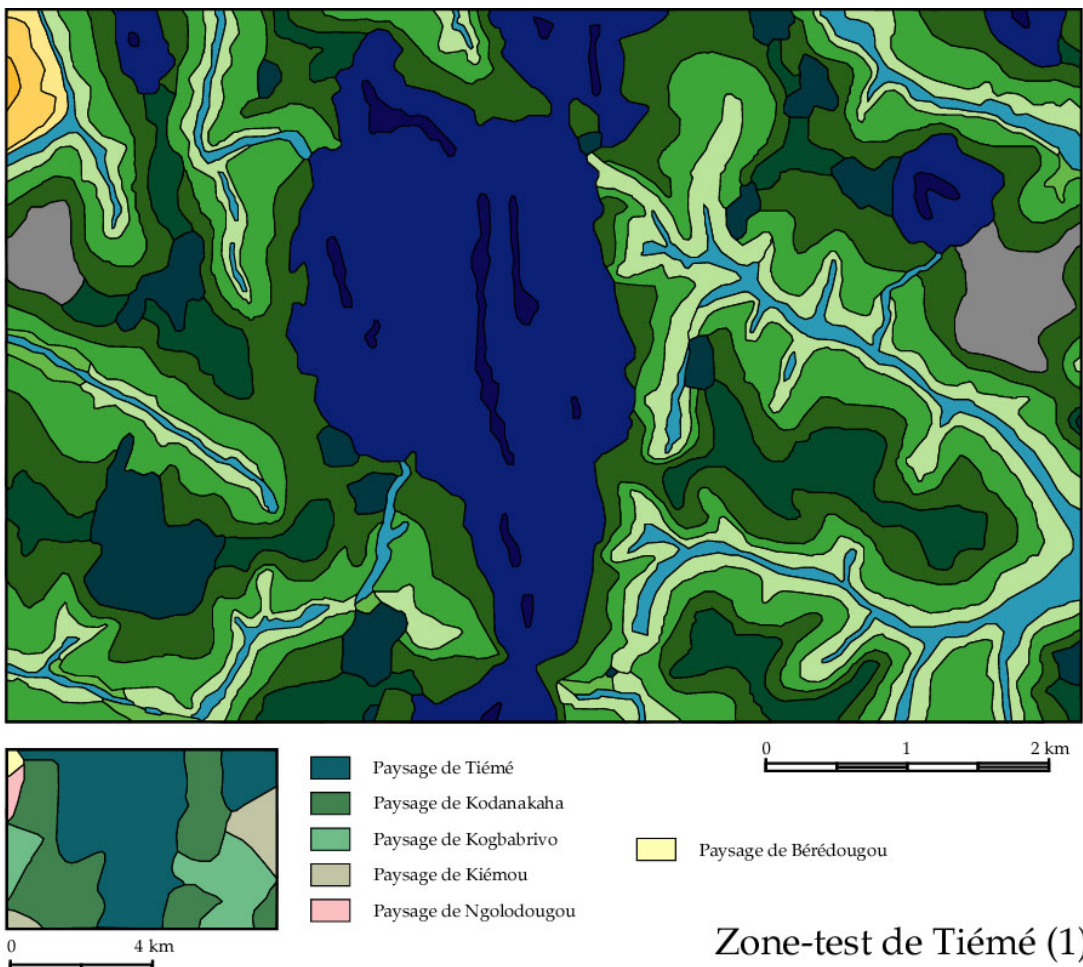 0 1 2 km
Paysage de Tiémé
Paysage de Kodanakaha
Paysage de Kogbabrivo
Paysage de Kiémou
Paysage de Ngolodougou
Paysage de Bérédougou
0 4 km
Zone-test de Tiémé (1)